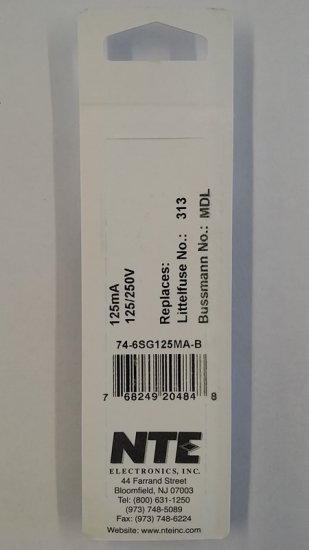 125mA
125/250V
Replaces:
Littelfuse No.: 313
Bussmann No.: MDL
74-6SG125MA-B
7 68249 20484 8
NTE
ELECTRONICS, INC.
44 Farrand Street
Bloomfield, NJ 07003
Tel: (800) 631-1250
(973) 748-5089
Fax: (973) 748-6224
Website: www.nteinc.com